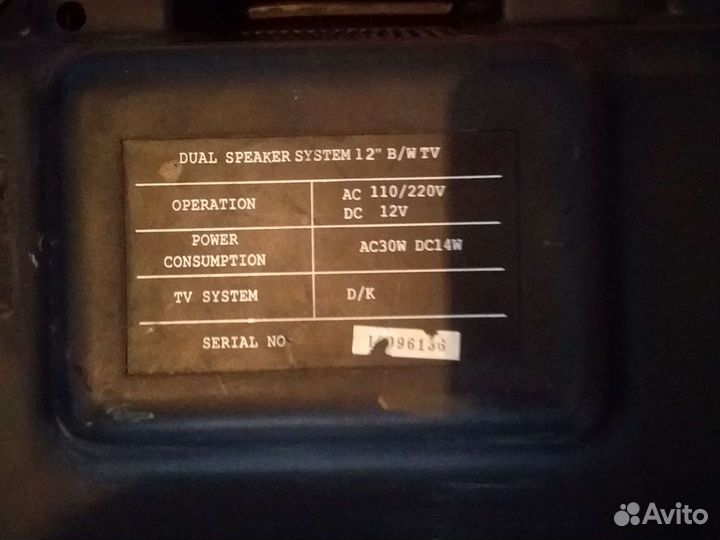 DUAL SPEAKER SYSTEM 12" B/W TV
OPERATION
AC 110/220V
DC 12V
POWER
CONSUMPTION
AC30W DC14W
TV SYSTEM
D/K
SERIAL NO
Avito